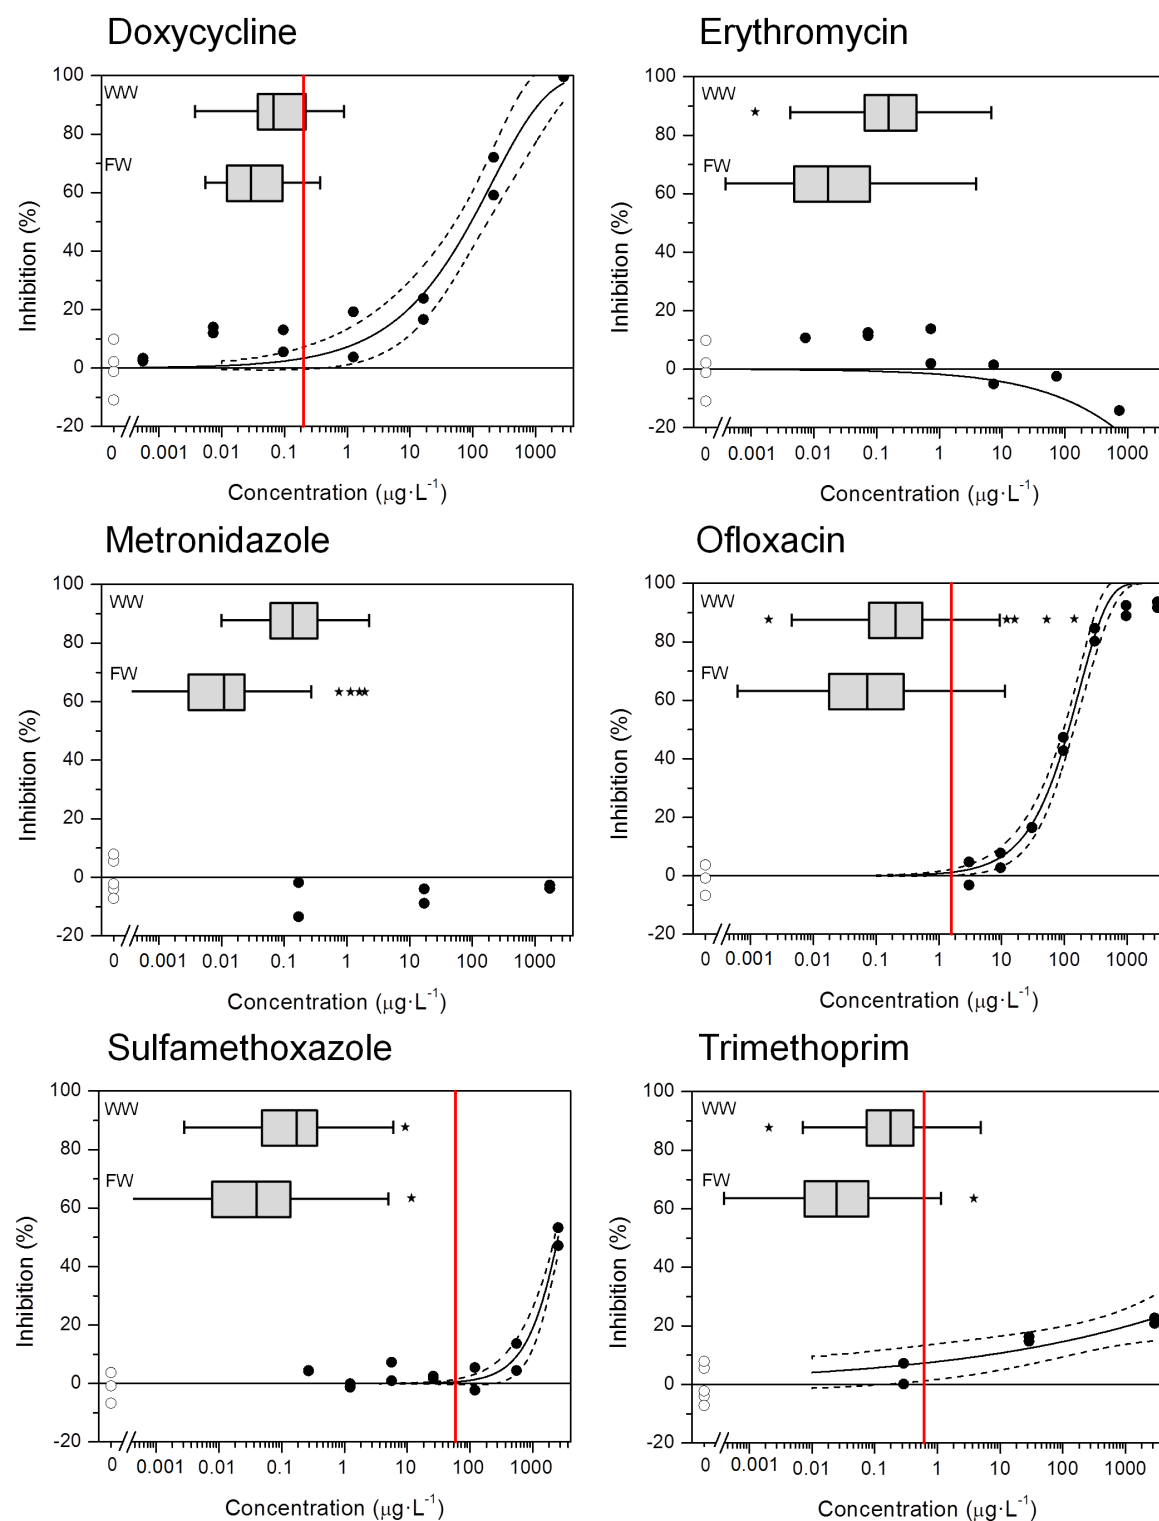 Doxycycline
100
80
60
40
20
0
-20
Inhibition (%)
WW
FW
0 0.001 0.01 0.1 1 10 100 1000
Concentration (µg·L⁻¹)
Erythromycin
100
80
60
40
20
0
-20
Inhibition (%)
WW
FW
0 0.001 0.01 0.1 1 10 100 1000
Concentration (µg·L⁻¹)
Metronidazole
100
80
60
40
20
0
-20
Inhibition (%)
WW
FW
0 0.001 0.01 0.1 1 10 100 1000
Concentration (µg·L⁻¹)
Ofloxacin
100
80
60
40
20
0
-20
Inhibition (%)
WW
FW
0 0.001 0.01 0.1 1 10 100 1000
Concentration (µg·L⁻¹)
Sulfamethoxazole
100
80
60
40
20
0
-20
Inhibition (%)
WW
FW
0 0.001 0.01 0.1 1 10 100 1000
Concentration (µg·L⁻¹)
Trimethoprim
100
80
60
40
20
0
-20
Inhibition (%)
WW
FW
0 0.001 0.01 0.1 1 10 100 1000
Concentration (µg·L⁻¹)